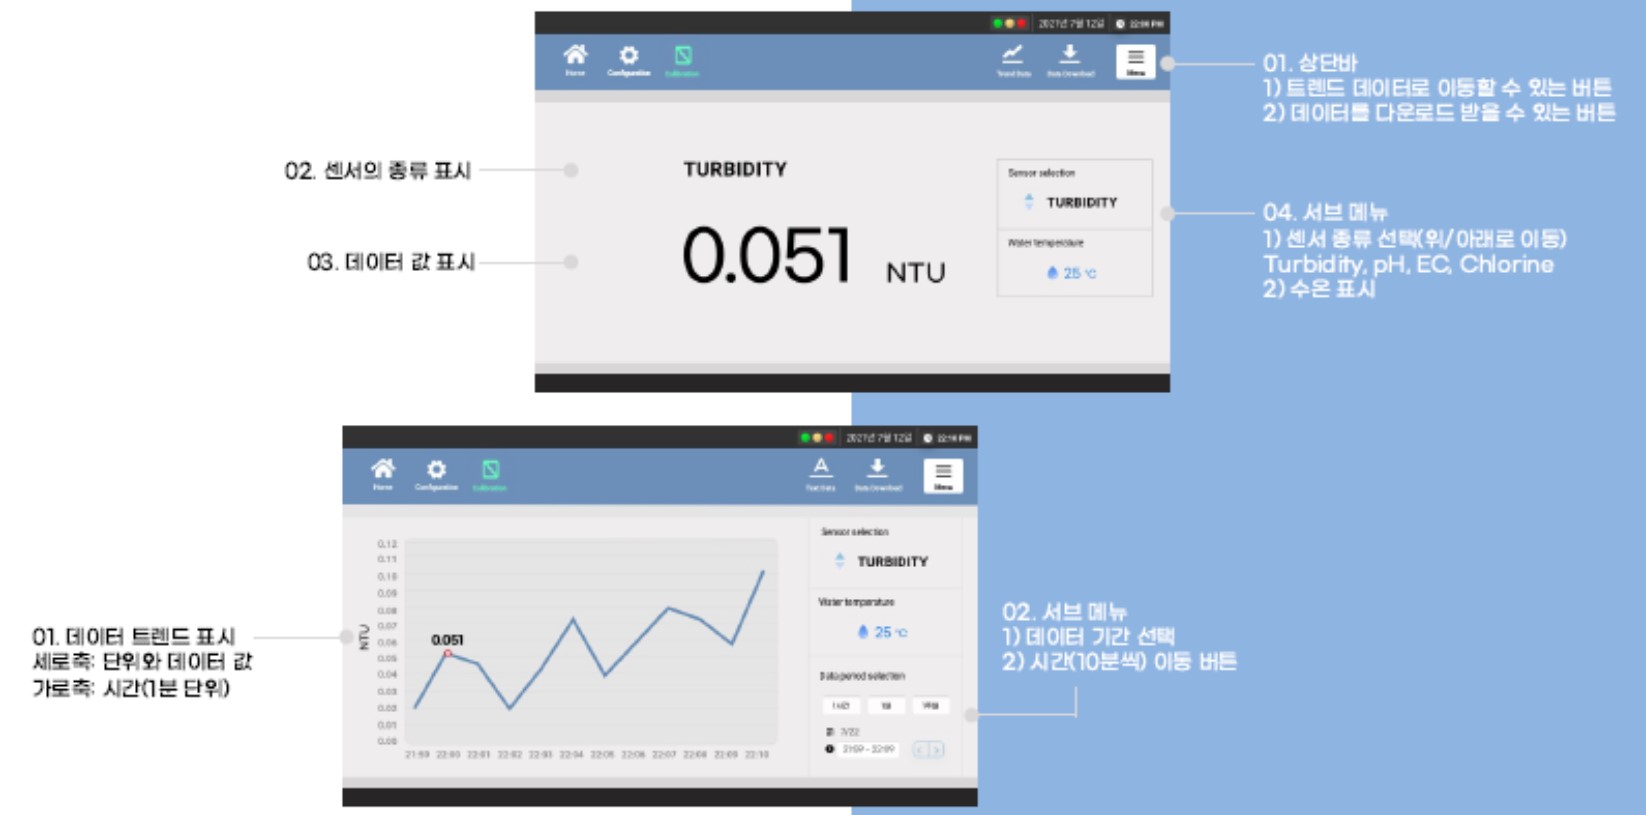 2021년 7월 12일 22:16 PM
Home Configuration Calibration Trend Data Data Download Menu
01. 상단바
1) 트렌드 데이터로 이동할 수 있는 버튼
2) 데이터를 다운로드 받을 수 있는 버튼
02. 센서의 종류 표시
TURBIDITY
Sensor selection
TURBIDITY
04. 서브 메뉴
1) 센서 종류 선택(위/아래로 이동)
Turbidity, pH, EC, Chlorine
2) 수온 표시
03. 데이터 값 표시
0.051 NTU
Water temperature
25 °C
2021년 7월 12일 22:16 PM
Home Configuration Calibration Text Data Data Download Menu
01. 데이터 트렌드 표시
세로축: 단위와 데이터 값
가로축: 시간(1분 단위)
NTU
0.12
0.11
0.10
0.09
0.08
0.07
0.06
0.05
0.04
0.03
0.02
0.01
0.00
0.051
21:59 22:00 22:01 22:02 22:03 22:04 22:05 22:06 22:07 22:08 22:09 22:10
Sensor selection
TURBIDITY
Water temperature
25 °C
Data period selection
7/22
21:59 - 22:09
02. 서브 메뉴
1) 데이터 기간 선택
2) 시간(10분씩) 이동 버튼